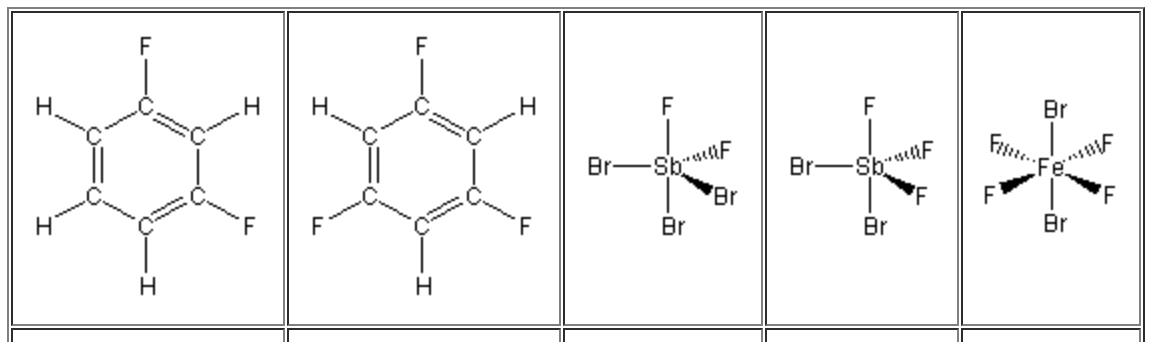 F F
H C H H C H F F Br
C C C C Br Sb F Br Sb F F F
C C C C Br F Fe
H C F F C F Br Br F F
H H Br